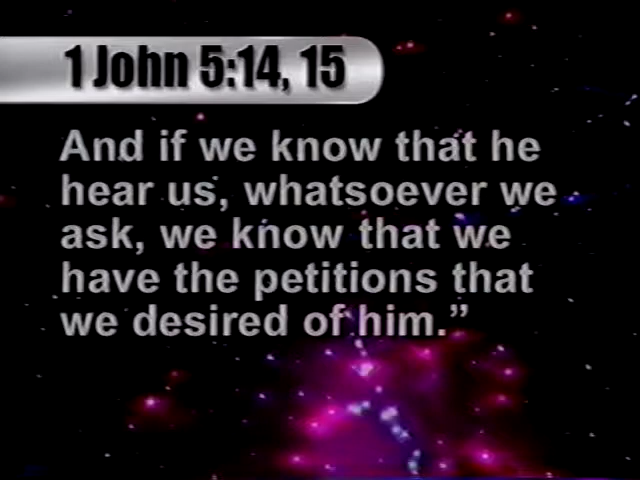 1 John 5:14, 15
And if we know that he
hear us, whatsoever we
ask, we know that we
have the petitions that
we desired of him.”